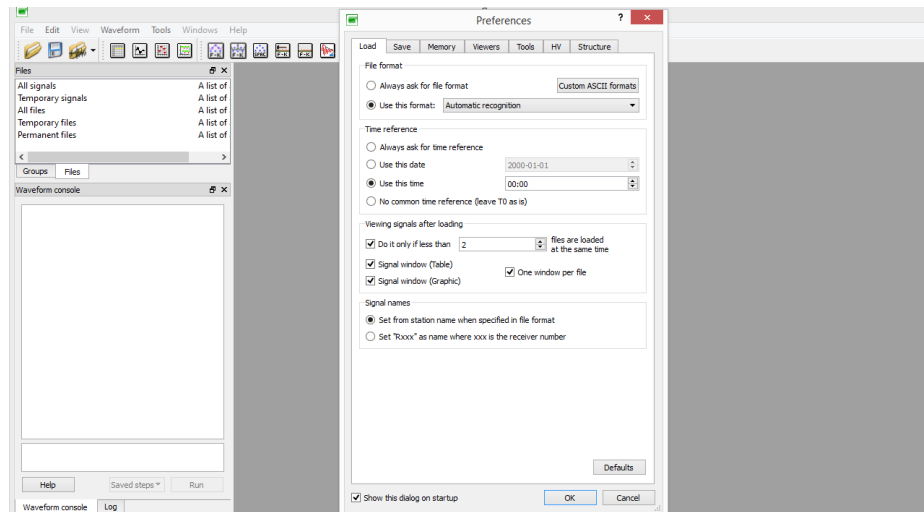 Preferences
?
File Edit View Waveform Tools Windows Help
Files
All signals A list of
Temporary signals A list of
All files A list of
Temporary files A list of
Permanent files A list of
Groups Files
Waveform console
Help Saved steps Run
Waveform console Log
Load Save Memory Viewers Tools HV Structure
File format
Always ask for file format Custom ASCII formats
Use this format: Automatic recognition
Time reference
Always ask for time reference
Use this date 2000-01-01
Use this time 00:00
No common time reference (leave T0 as is)
Viewing signals after loading
Do it only if less than 2 files are loaded
at the same time
Signal window (Table)
One window per file
Signal window (Graphic)
Signal names
Set from station name when specified in file format
Set "Rxxx" as name where xxx is the receiver number
Defaults
Show this dialog on startup OK Cancel